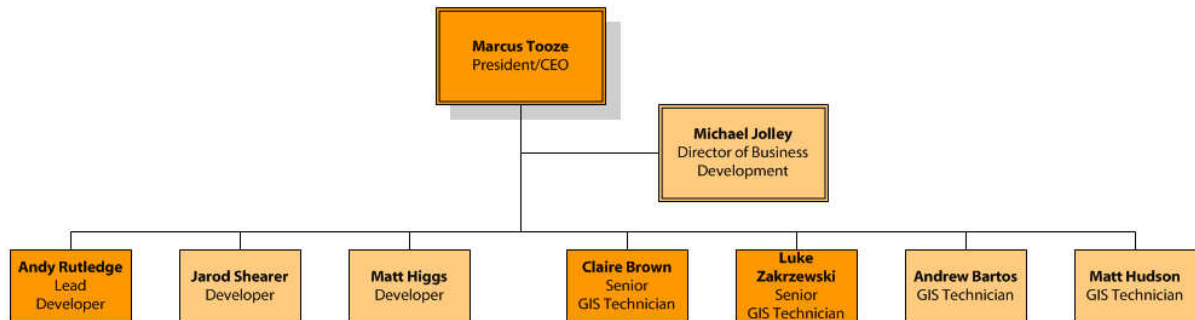 Marcus Tooze
President/CEO
Michael Jolley
Director of Business
Development
Andy Rutledge
Lead
Developer
Jarod Shearer
Developer
Matt Higgs
Developer
Claire Brown
Senior
GIS Technician
Luke
Zakrzewski
Senior
GIS Technician
Andrew Bartos
GIS Technician
Matt Hudson
GIS Technician